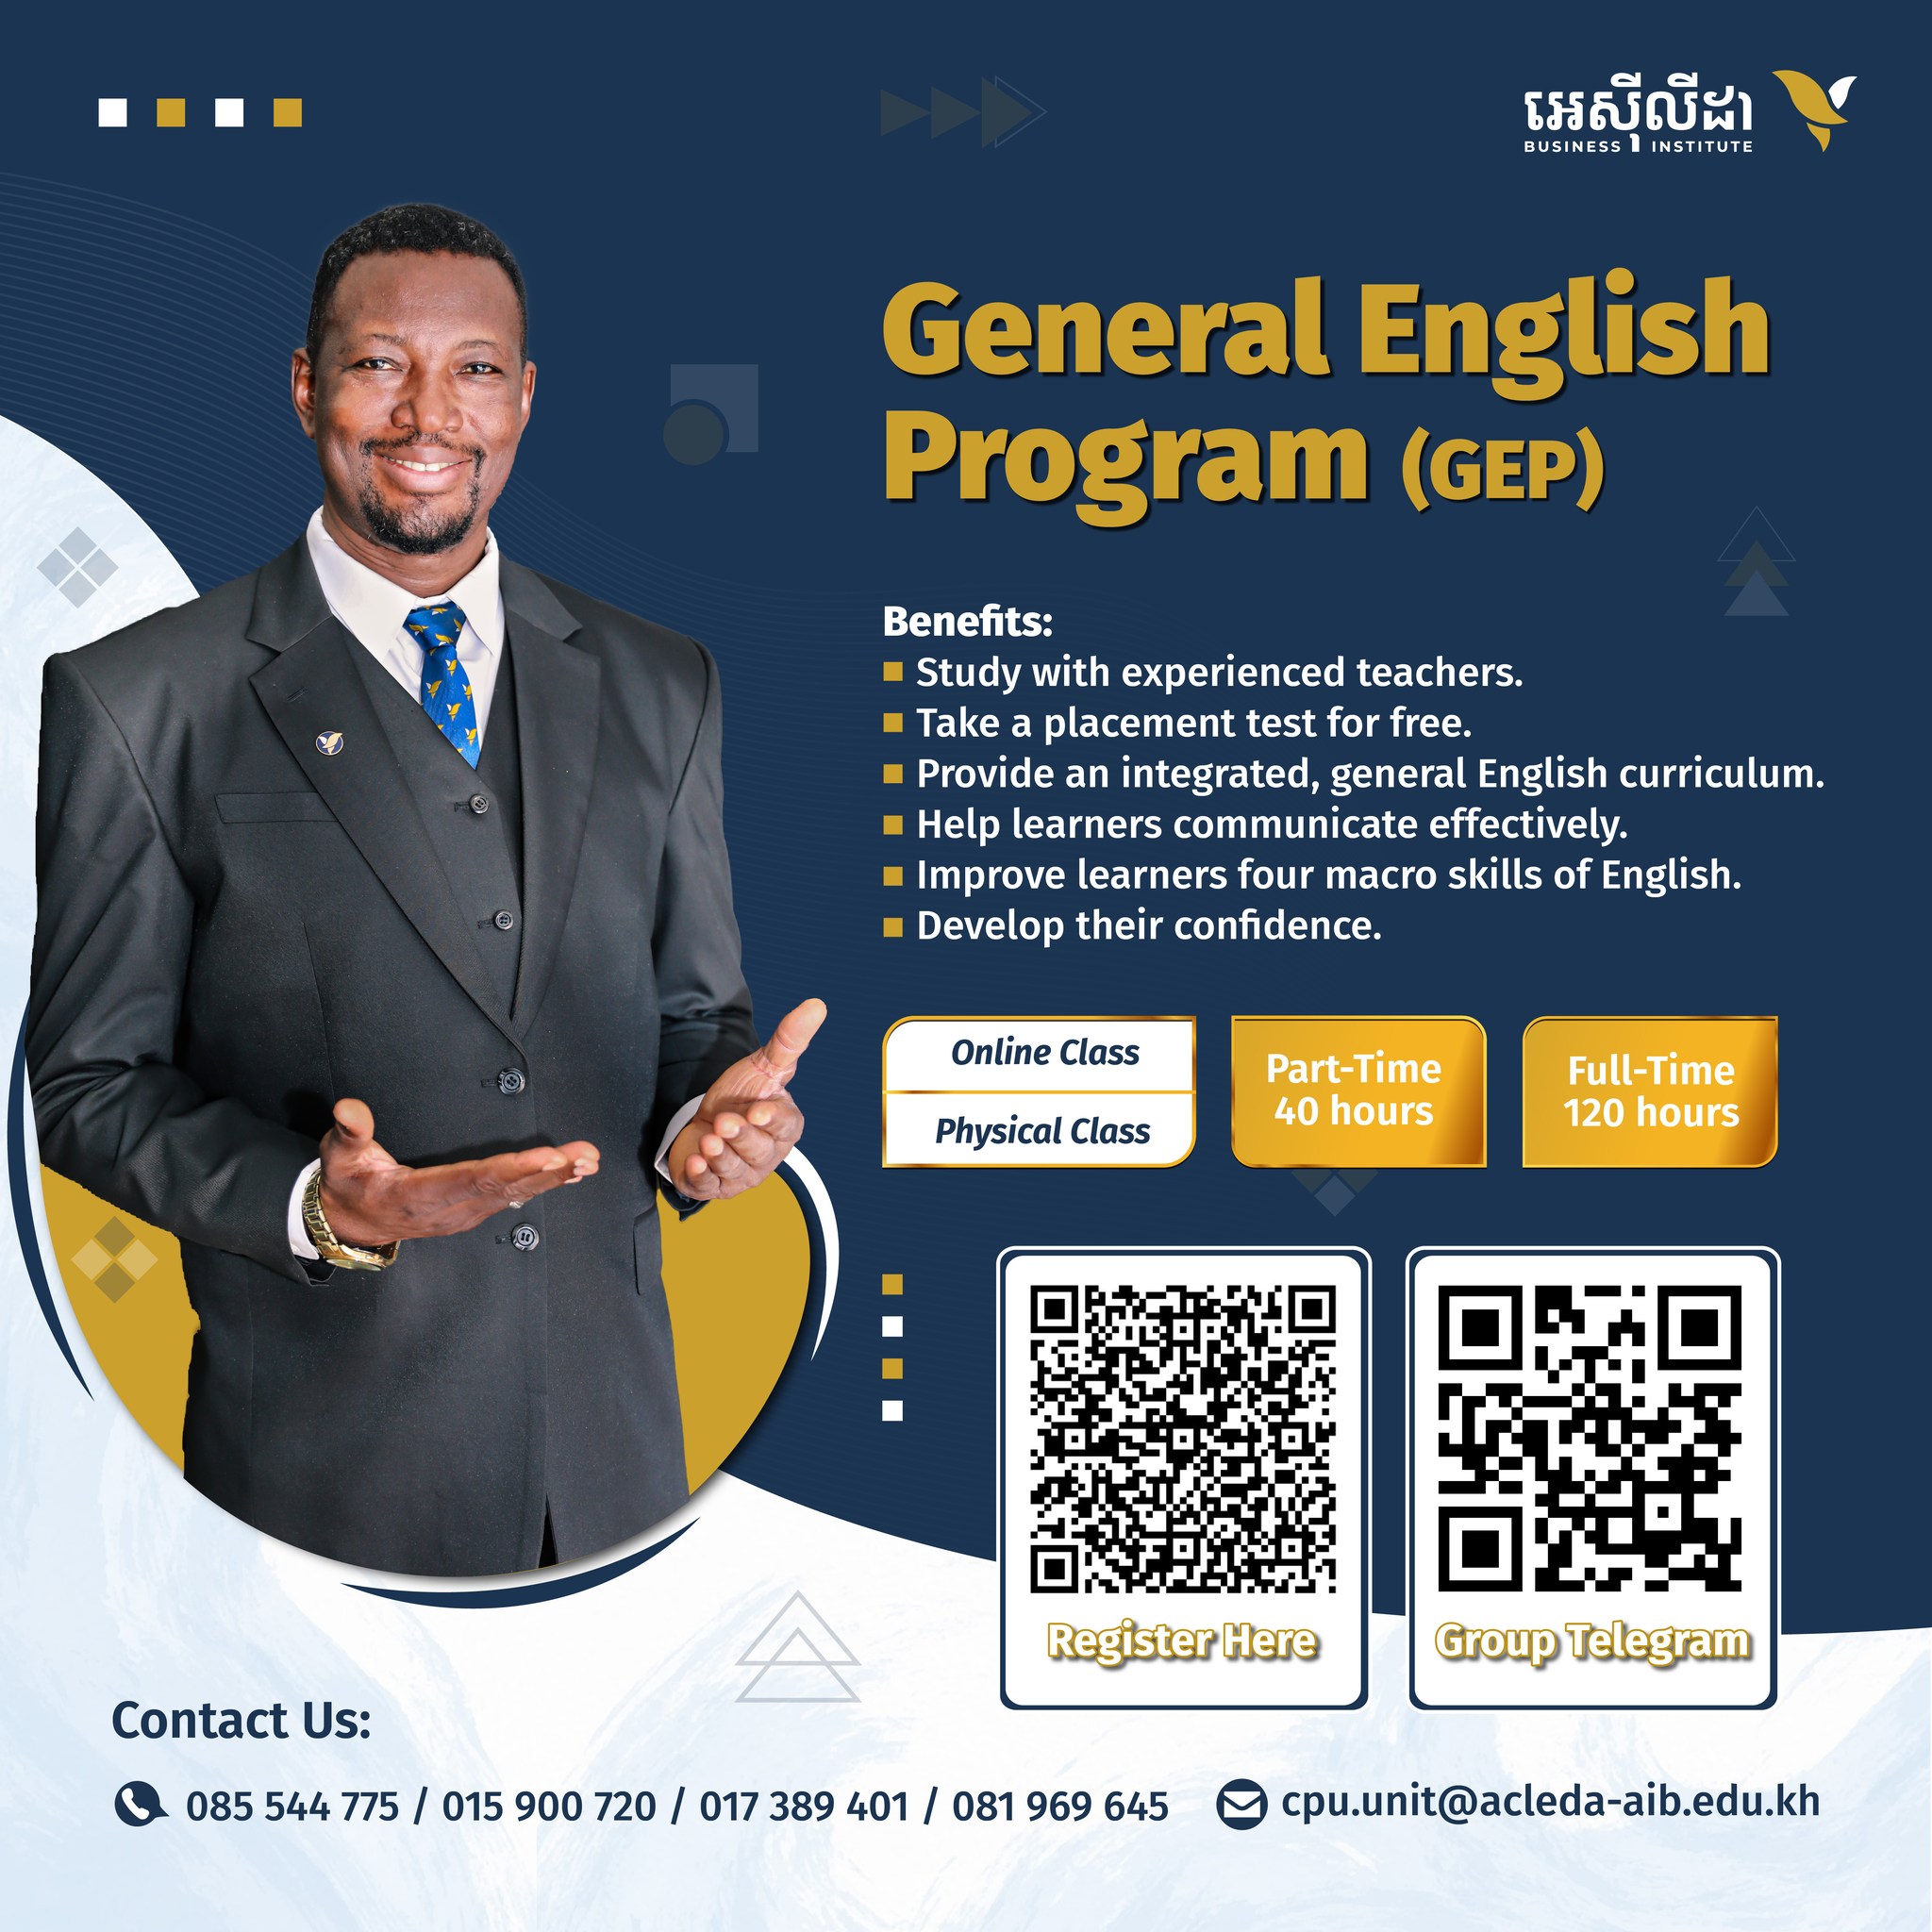 អេស៊ីលីដា
BUSINESS INSTITUTE
General English
Program (GEP)
Benefits:
Study with experienced teachers.
Take a placement test for free.
Provide an integrated, general English curriculum.
Help learners communicate effectively.
Improve learners four macro skills of English.
Develop their confidence.
Online Class
Physical Class
Part-Time
40 hours
Full-Time
120 hours
Register Here
Group Telegram
Contact Us:
085 544 775 / 015 900 720 / 017 389 401 / 081 969 645
cpu.unit@acleda-aib.edu.kh